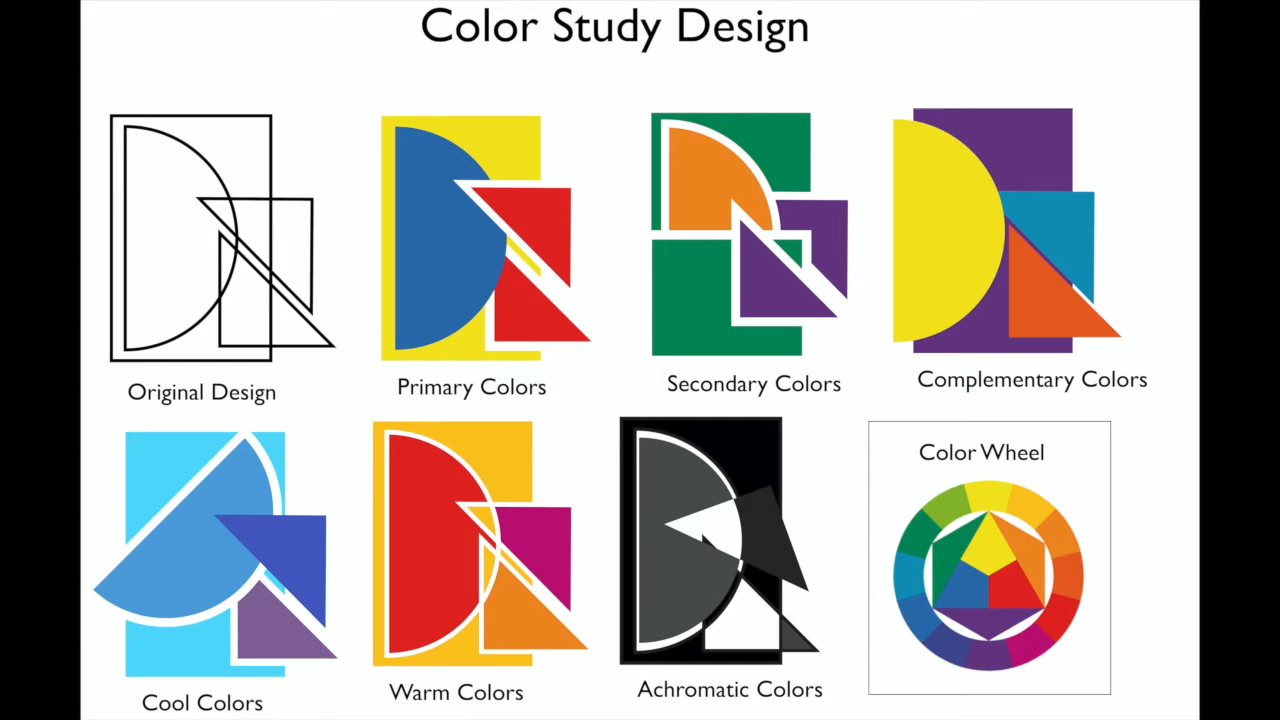 Color Study Design
Original Design
Primary Colors
Secondary Colors
Complementary Colors
Cool Colors
Warm Colors
Achromatic Colors
Color Wheel